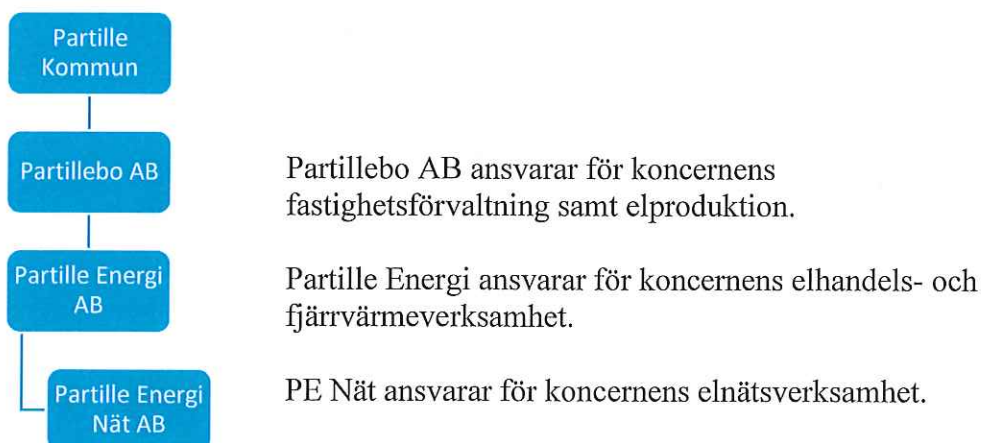 Partille
Kommun
Partillebo AB
Partillebo AB ansvarar för koncernens
fastighetsförvaltning samt elproduktion.
Partille Energi
AB
Partille Energi ansvarar för koncernens elhandels- och
fjärrvärmeverksamhet.
Partille Energi
Nät AB
PE Nät ansvarar för koncernens elnätsverksamhet.